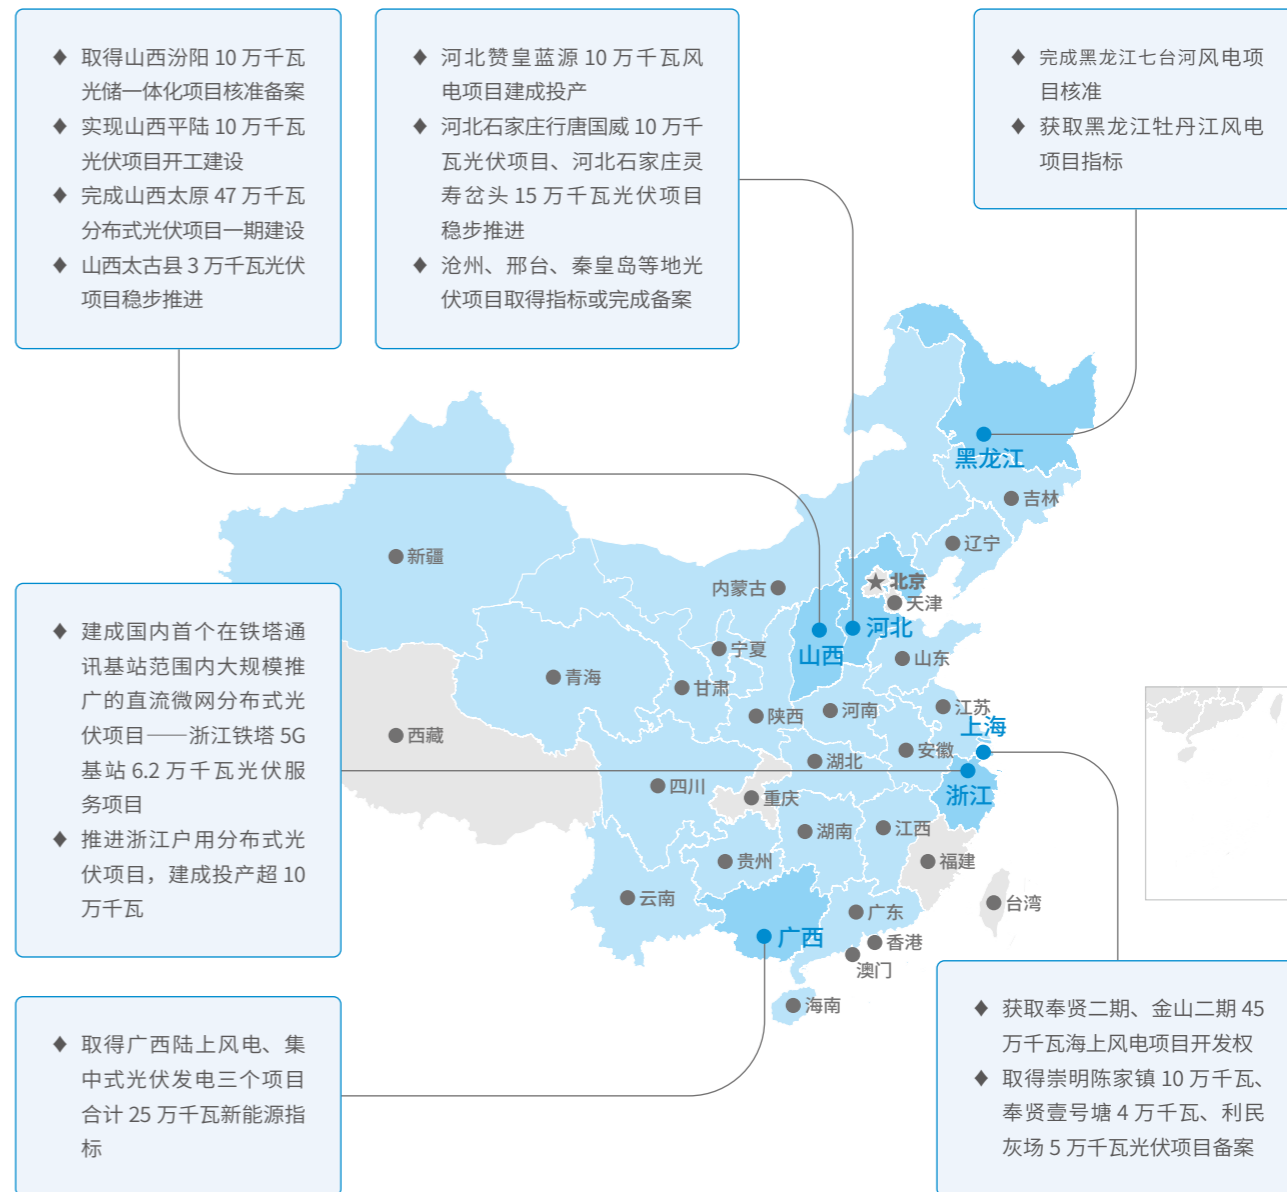 ♦ 取得山西汾阳 10 万千瓦
光储一体化项目核准备案
♦ 实现山西平陆 10 万千瓦
光伏项目开工建设
♦ 完成山西太原 47 万千瓦
分布式光伏项目一期建设
♦ 山西太古县 3 万千瓦光伏
项目稳步推进
♦ 河北赞皇蓝源 10 万千瓦风
电项目建成投产
♦ 河北石家庄行唐国威 10 万千
瓦光伏项目、河北石家庄灵
寿岔头 15 万千瓦光伏项目
稳步推进
♦ 沧州、邢台、秦皇岛等地光
伏项目取得指标或完成备案
♦ 完成黑龙江七台河风电项
目核准
♦ 获取黑龙江牡丹江风电
项目指标
黑龙江
吉林
辽宁
新疆
内蒙古
北京
天津
河北
山西
宁夏
山东
青海
甘肃
陕西
河南
江苏
上海
西藏
安徽
湖北
四川
重庆
浙江
湖南
江西
贵州
福建
云南
台湾
广东
广西
香港
澳门
海南
♦ 建成国内首个在铁塔通
讯基站范围内大规模推
广的直流微网分布式光
伏项目——浙江铁塔 5G
基站 6.2 万千瓦光伏服
务项目
♦ 推进浙江户用分布式光
伏项目，建成投产超 10
万千瓦
♦ 取得广西陆上风电、集
中式光伏发电三个项目
合计 25 万千瓦新能源指
标
♦ 获取奉贤二期、金山二期 45
万千瓦海上风电项目开发权
♦ 取得崇明陈家镇 10 万千瓦、
奉贤壹号塘 4 万千瓦、利民
灰场 5 万千瓦光伏项目备案